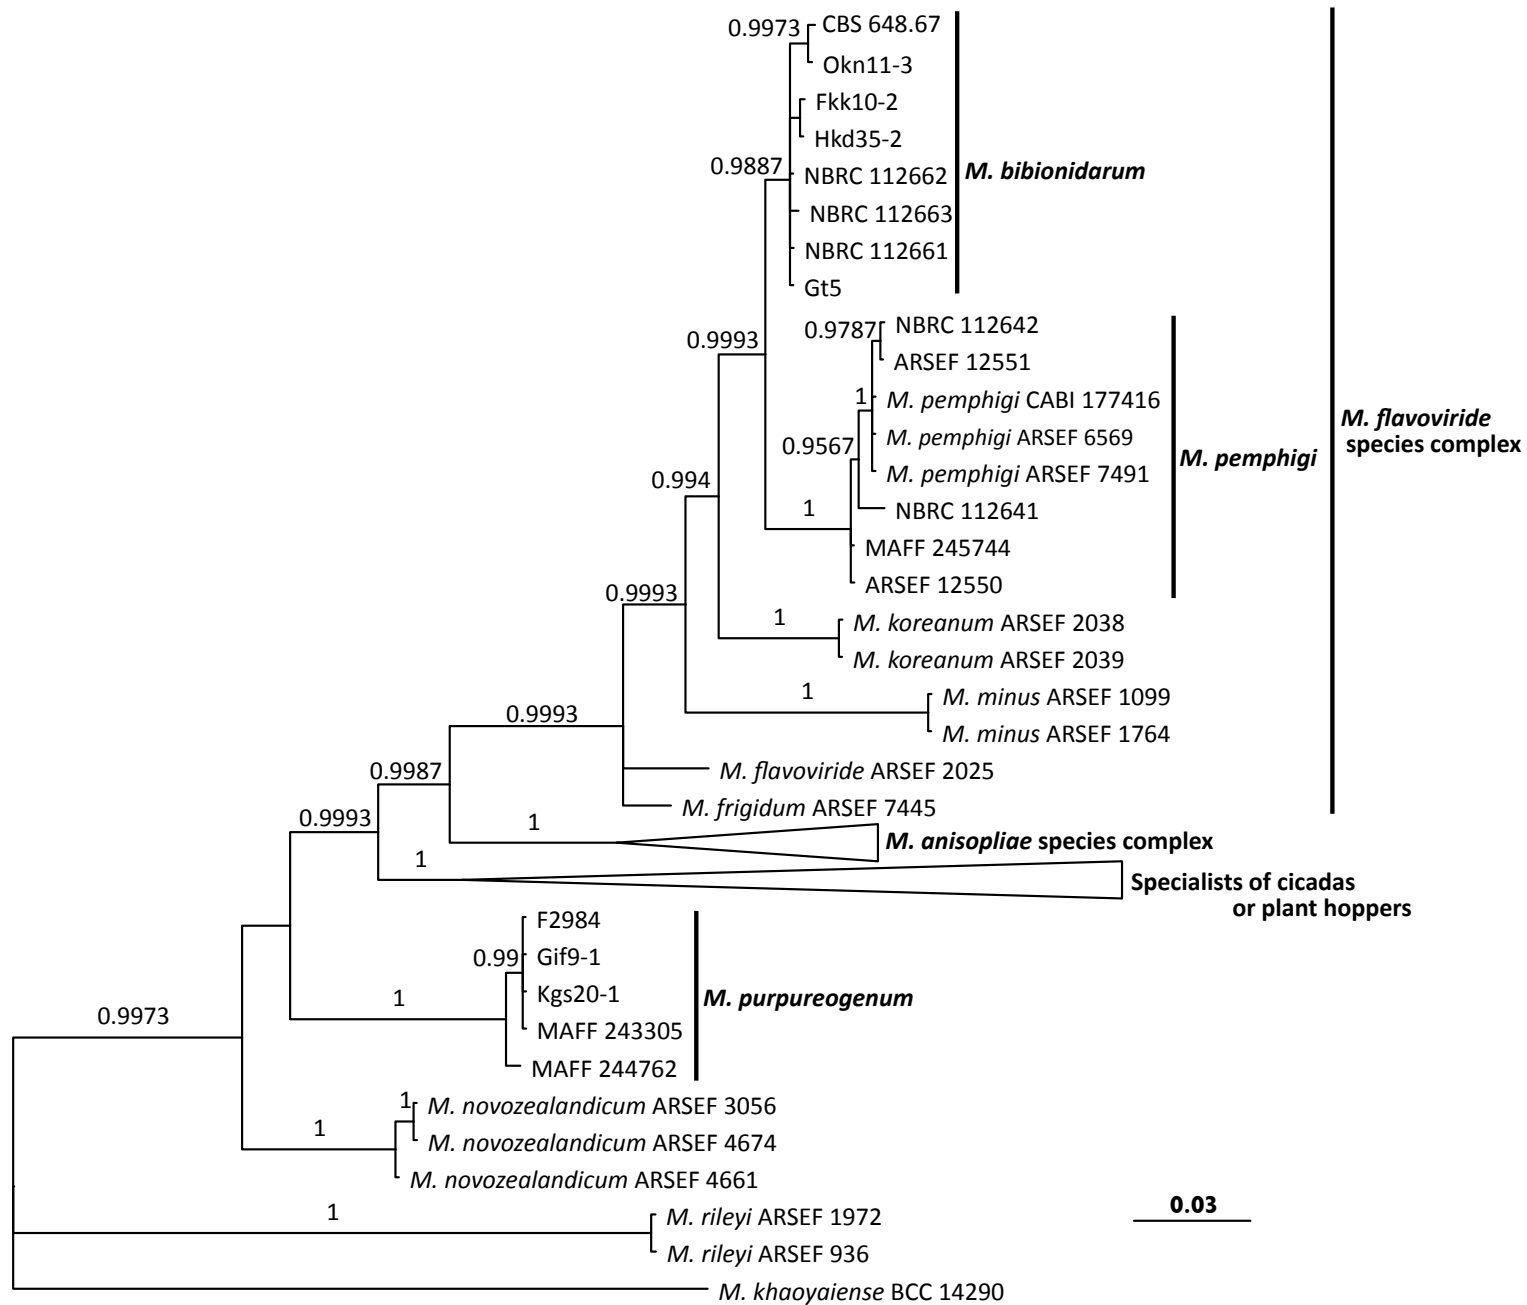 0.9973
CBS 648.67
Okn11-3
Fkk10-2
Hkd35-2
0.9887
NBRC 112662
M. bibionidarum
NBRC 112663
NBRC 112661
Gt5
0.9993
0.9787
NBRC 112642
ARSEF 12551
1
M. pemphigi CABI 177416
0.9567
M. pemphigi ARSEF 6569
M. pemphigi
M. flavoviride
species complex
M. pemphigi ARSEF 7491
0.994
1
NBRC 112641
MAFF 245744
ARSEF 12550
0.9993
1
M. koreanum ARSEF 2038
M. koreanum ARSEF 2039
1
M. minus ARSEF 1099
M. minus ARSEF 1764
0.9993
M. flavoviride ARSEF 2025
0.9987
M. frigidum ARSEF 7445
0.9993
1
M. anisopliae species complex
1
Specialists of cicadas
or plant hoppers
F2984
0.99
Gif9-1
Kgs20-1
1
M. purpureogenum
MAFF 243305
MAFF 244762
0.9973
1
M. novozealandicum ARSEF 3056
1
M. novozealandicum ARSEF 4674
M. novozealandicum ARSEF 4661
0.03
1
M. rileyi ARSEF 1972
M. rileyi ARSEF 936
M. khaoyaiense BCC 14290